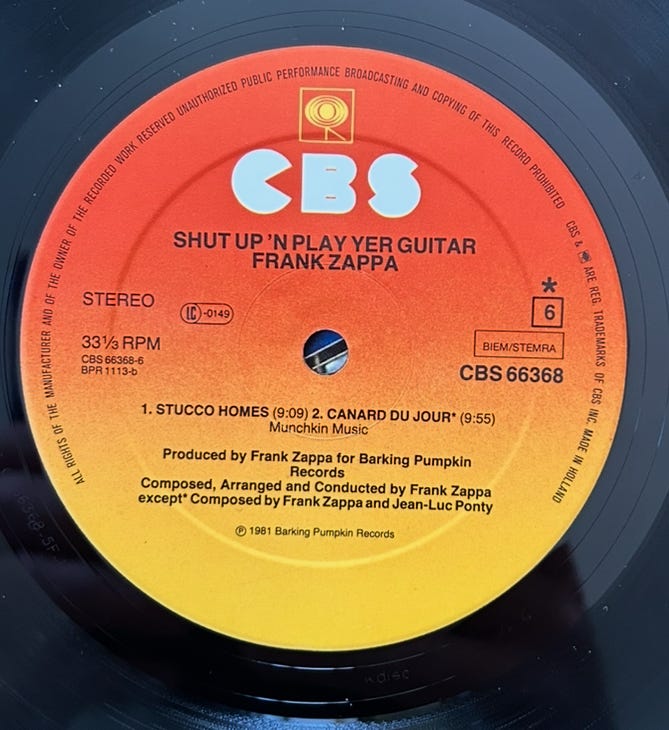 ALL RIGHTS OF THE MANUFACTURER AND OF THE OWNER OF THE RECORDED WORK RESERVED UNAUTHORIZED PUBLIC PERFORMANCE BROADCASTING AND COPYING OF THIS RECORD PROHIBITED CBS & ARE REG. TRADEMARKS OF CBS INC. MADE IN HOLLAND
CBS
SHUT UP 'N PLAY YER GUITAR
FRANK ZAPPA
STEREO
LC -0149
*
6
33⅓ RPM
BIEM/STEMRA
CBS 66368-6
CBS 66368
BPR 1113-b
1. STUCCO HOMES (9:09) 2. CANARD DU JOUR* (9:55)
Munchkin Music
Produced by Frank Zappa for Barking Pumpkin
Records
Composed, Arranged and Conducted by Frank Zappa
except* Composed by Frank Zappa and Jean-Luc Ponty
℗ 1981 Barking Pumpkin Records